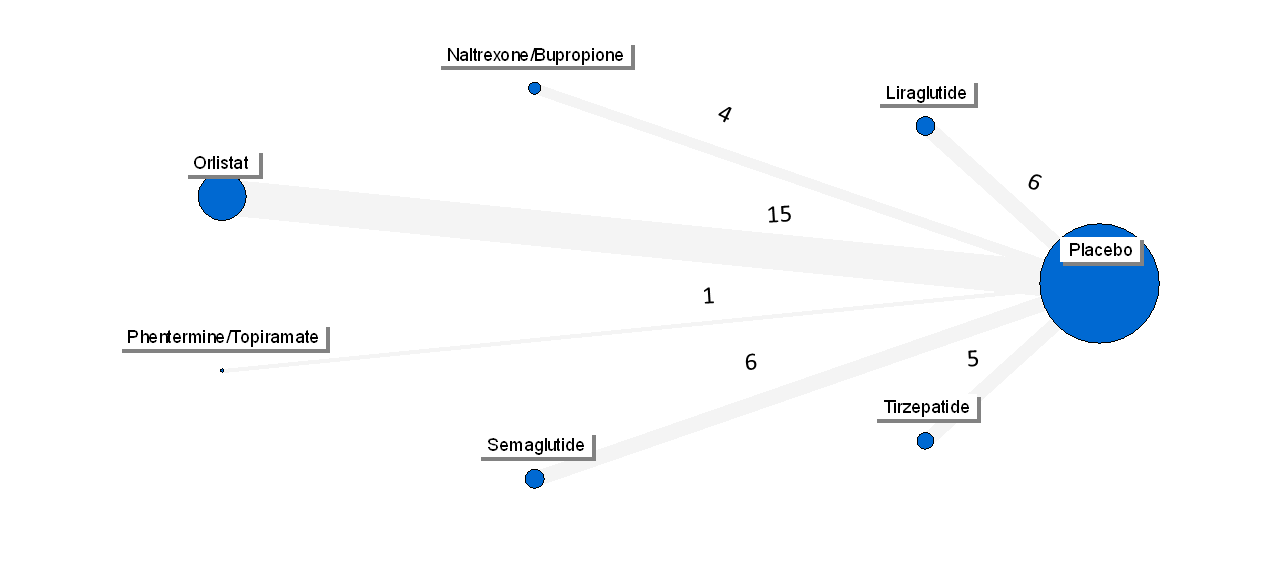 Naltrexone/Bupropione
Liraglutide
4
Orlistat
6
15
Placebo
1
Phentermine/Topiramate
6
5
Tirzepatide
Semaglutide